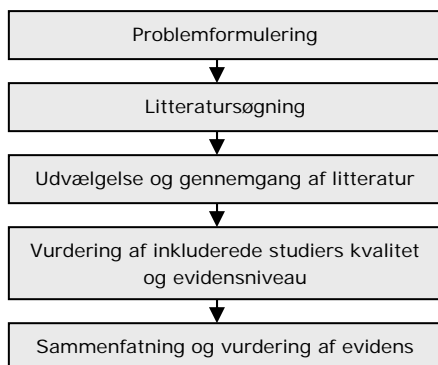 Problemformulering
Litteratursøgning
Udvælgelse og gennemgang af litteratur
Vurdering af inkluderede studiers kvalitet
og evidensniveau
Sammenfatning og vurdering af evidens